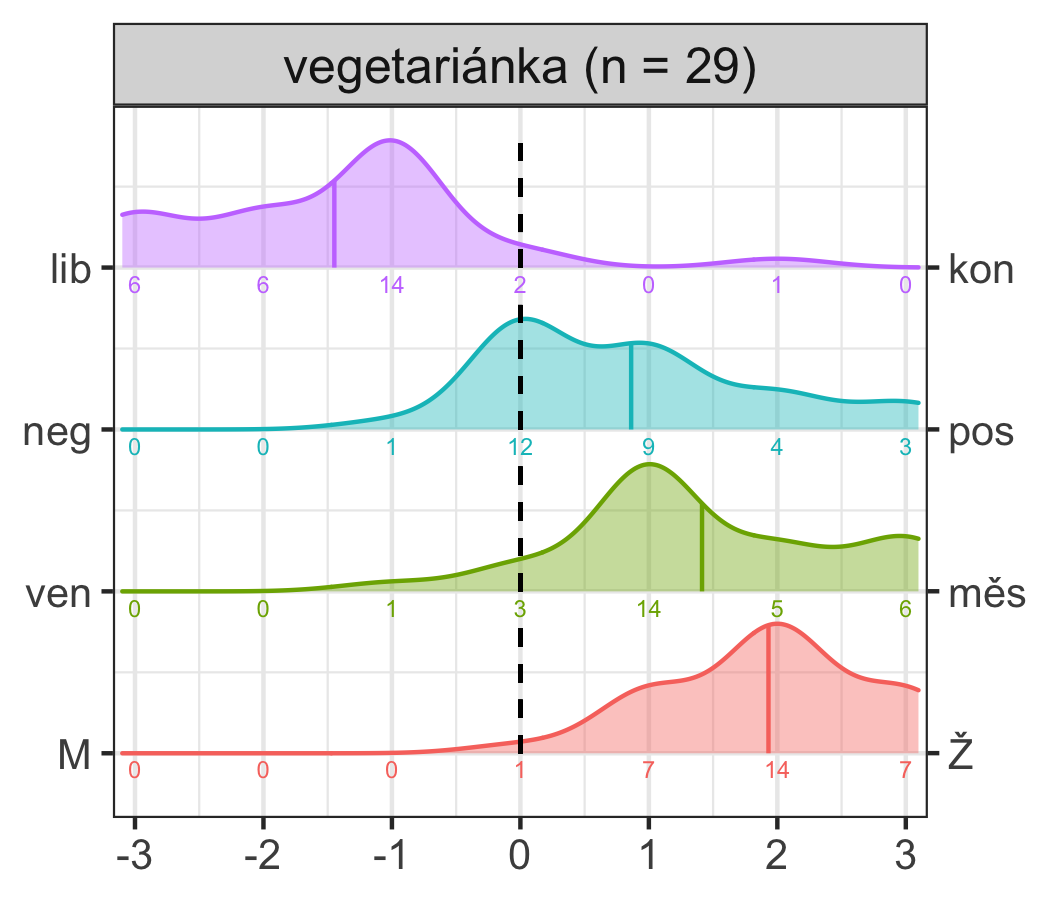 vegetariánka (n = 29)
lib kon
6 6 14 2 0 1 0
neg pos
0 0 1 12 9 4 3
ven měs
0 0 1 3 14 5 6
M Ž
0 0 0 1 7 14 7
-3 -2 -1 0 1 2 3